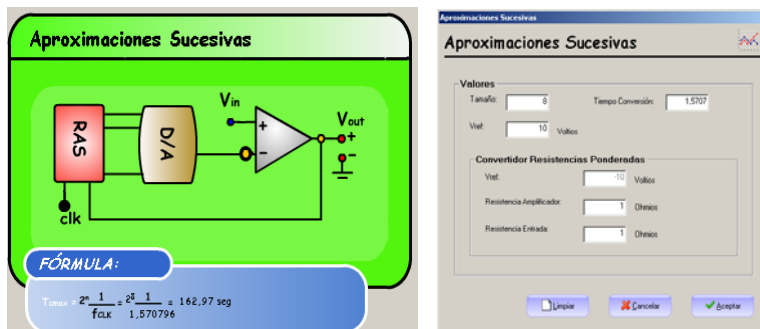 Aproximaciones Sucesivas
RAS
D/A
Vin
+
-
Vout
+
-
clk
FÓRMULA:
Tcmax = 2ⁿ 1/fCLK = 2⁸ 1/1,570796 = 162,97 seg
Aproximaciones Sucesivas
Aproximaciones Sucesivas
Valores
Tamaño: 8 Tiempo Conversión: 1,5707
Vref: 10 Voltios
Convertidor Resistencias Ponderadas
Vref: -10 Voltios
Resistencia Amplificador: 1 Ohmios
Resistencia Entrada: 1 Ohmios
Limpiar Cancelar Aceptar